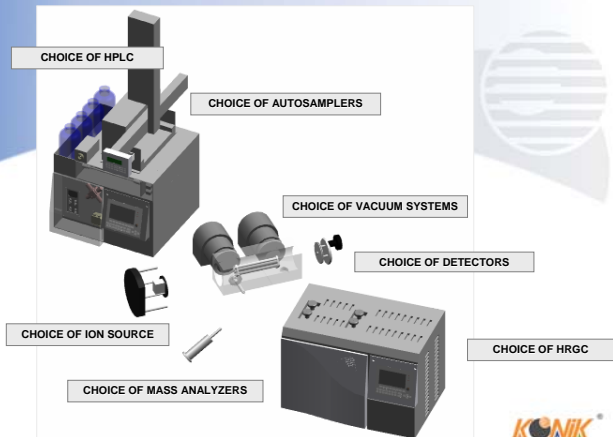 CHOICE OF HPLC
CHOICE OF AUTOSAMPLERS
CHOICE OF VACUUM SYSTEMS
CHOICE OF DETECTORS
CHOICE OF ION SOURCE
CHOICE OF HRGC
CHOICE OF MASS ANALYZERS
KONIK®